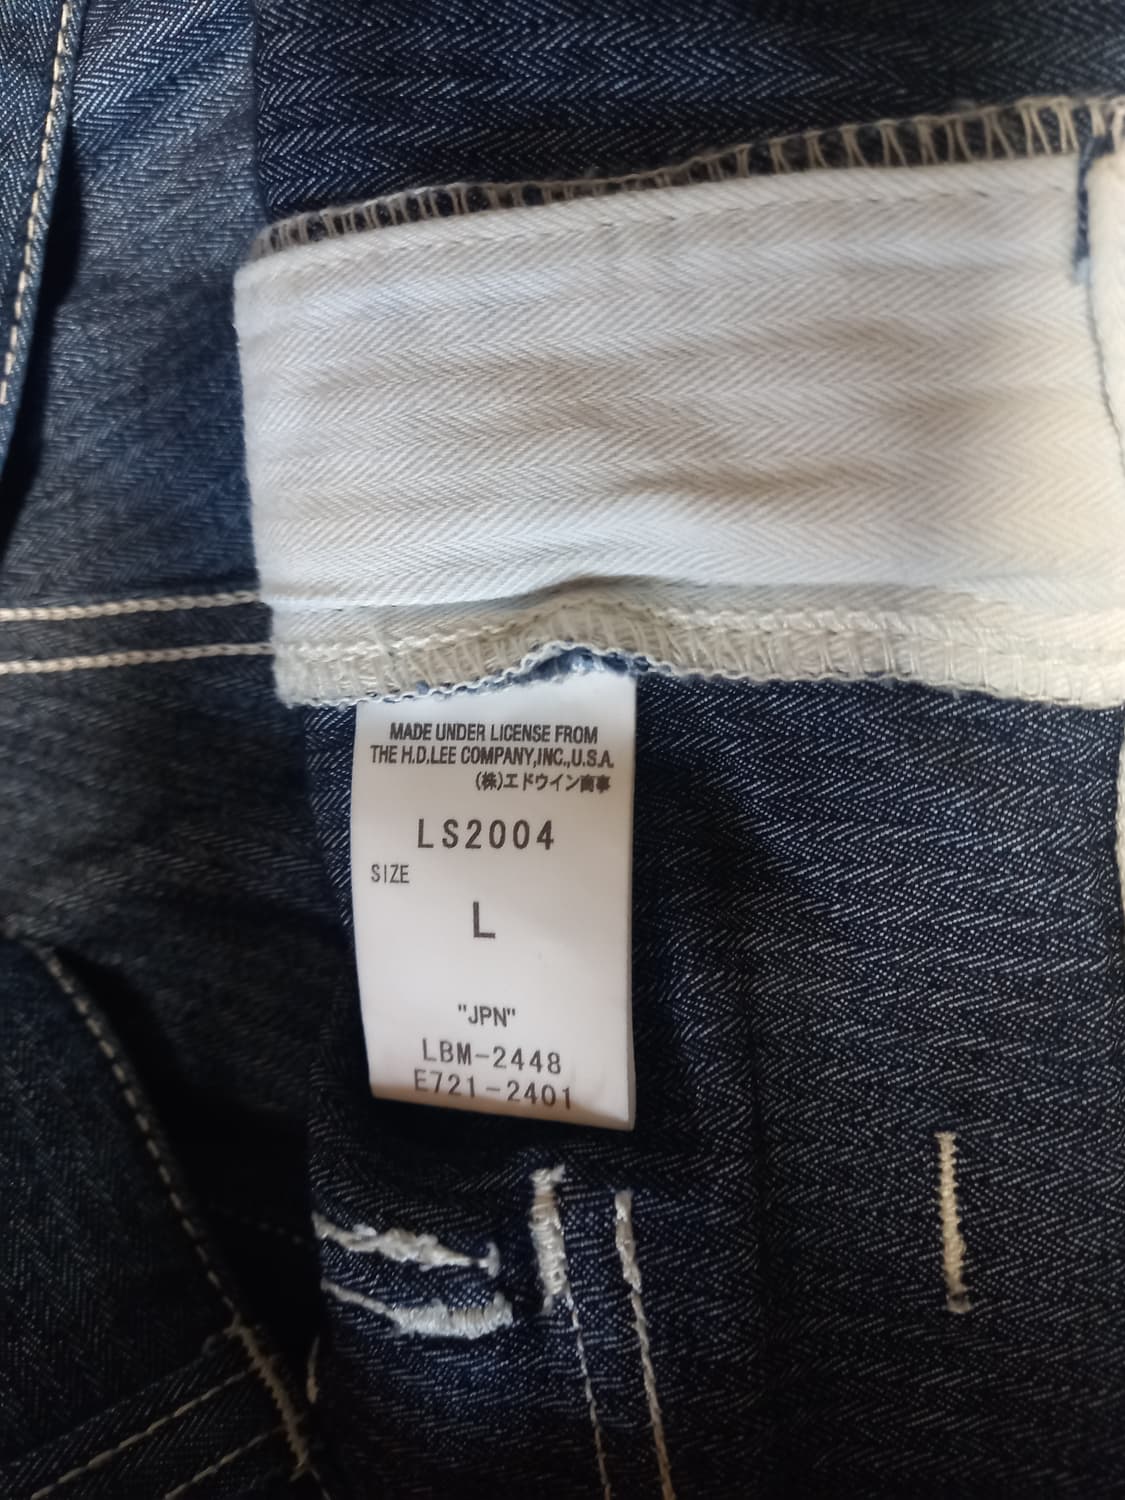 MADE UNDER LICENSE FROM
THE H.D.LEE COMPANY,INC.,U.S.A.
(株)エドウイン商事
LS2004
SIZE
L
"JPN"
LBM-2448
E721-2401